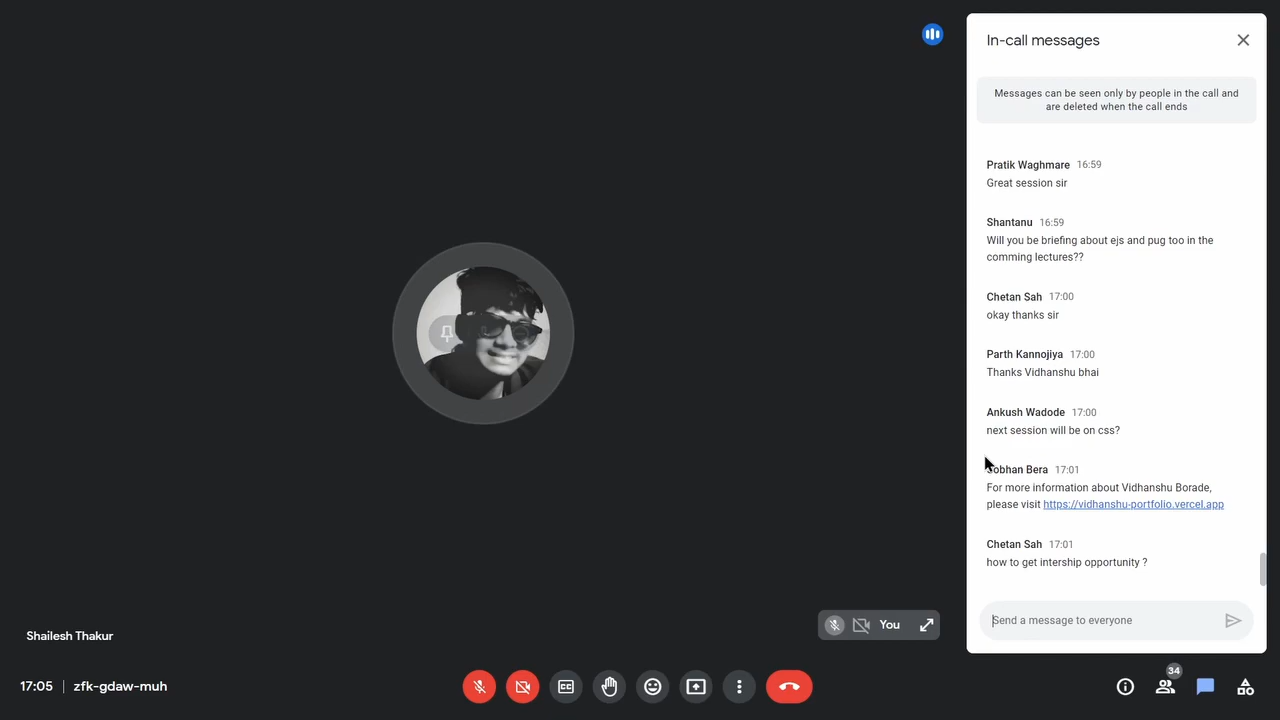 In-call messages
Messages can be seen only by people in the call and
are deleted when the call ends
Pratik Waghmare 16:59
Great session sir
Shantanu 16:59
Will you be briefing about ejs and pug too in the
comming lectures??
Chetan Sah 17:00
okay thanks sir
Parth Kannojiya 17:00
Thanks Vidhanshu bhai
Ankush Wadode 17:00
next session will be on css?
Sobhan Bera 17:01
For more information about Vidhanshu Borade,
please visit https://vidhanshu-portfolio.vercel.app
Chetan Sah 17:01
how to get intership opportunity ?
Send a message to everyone
Shailesh Thakur
You
17:05 | zfk-gdaw-muh
34